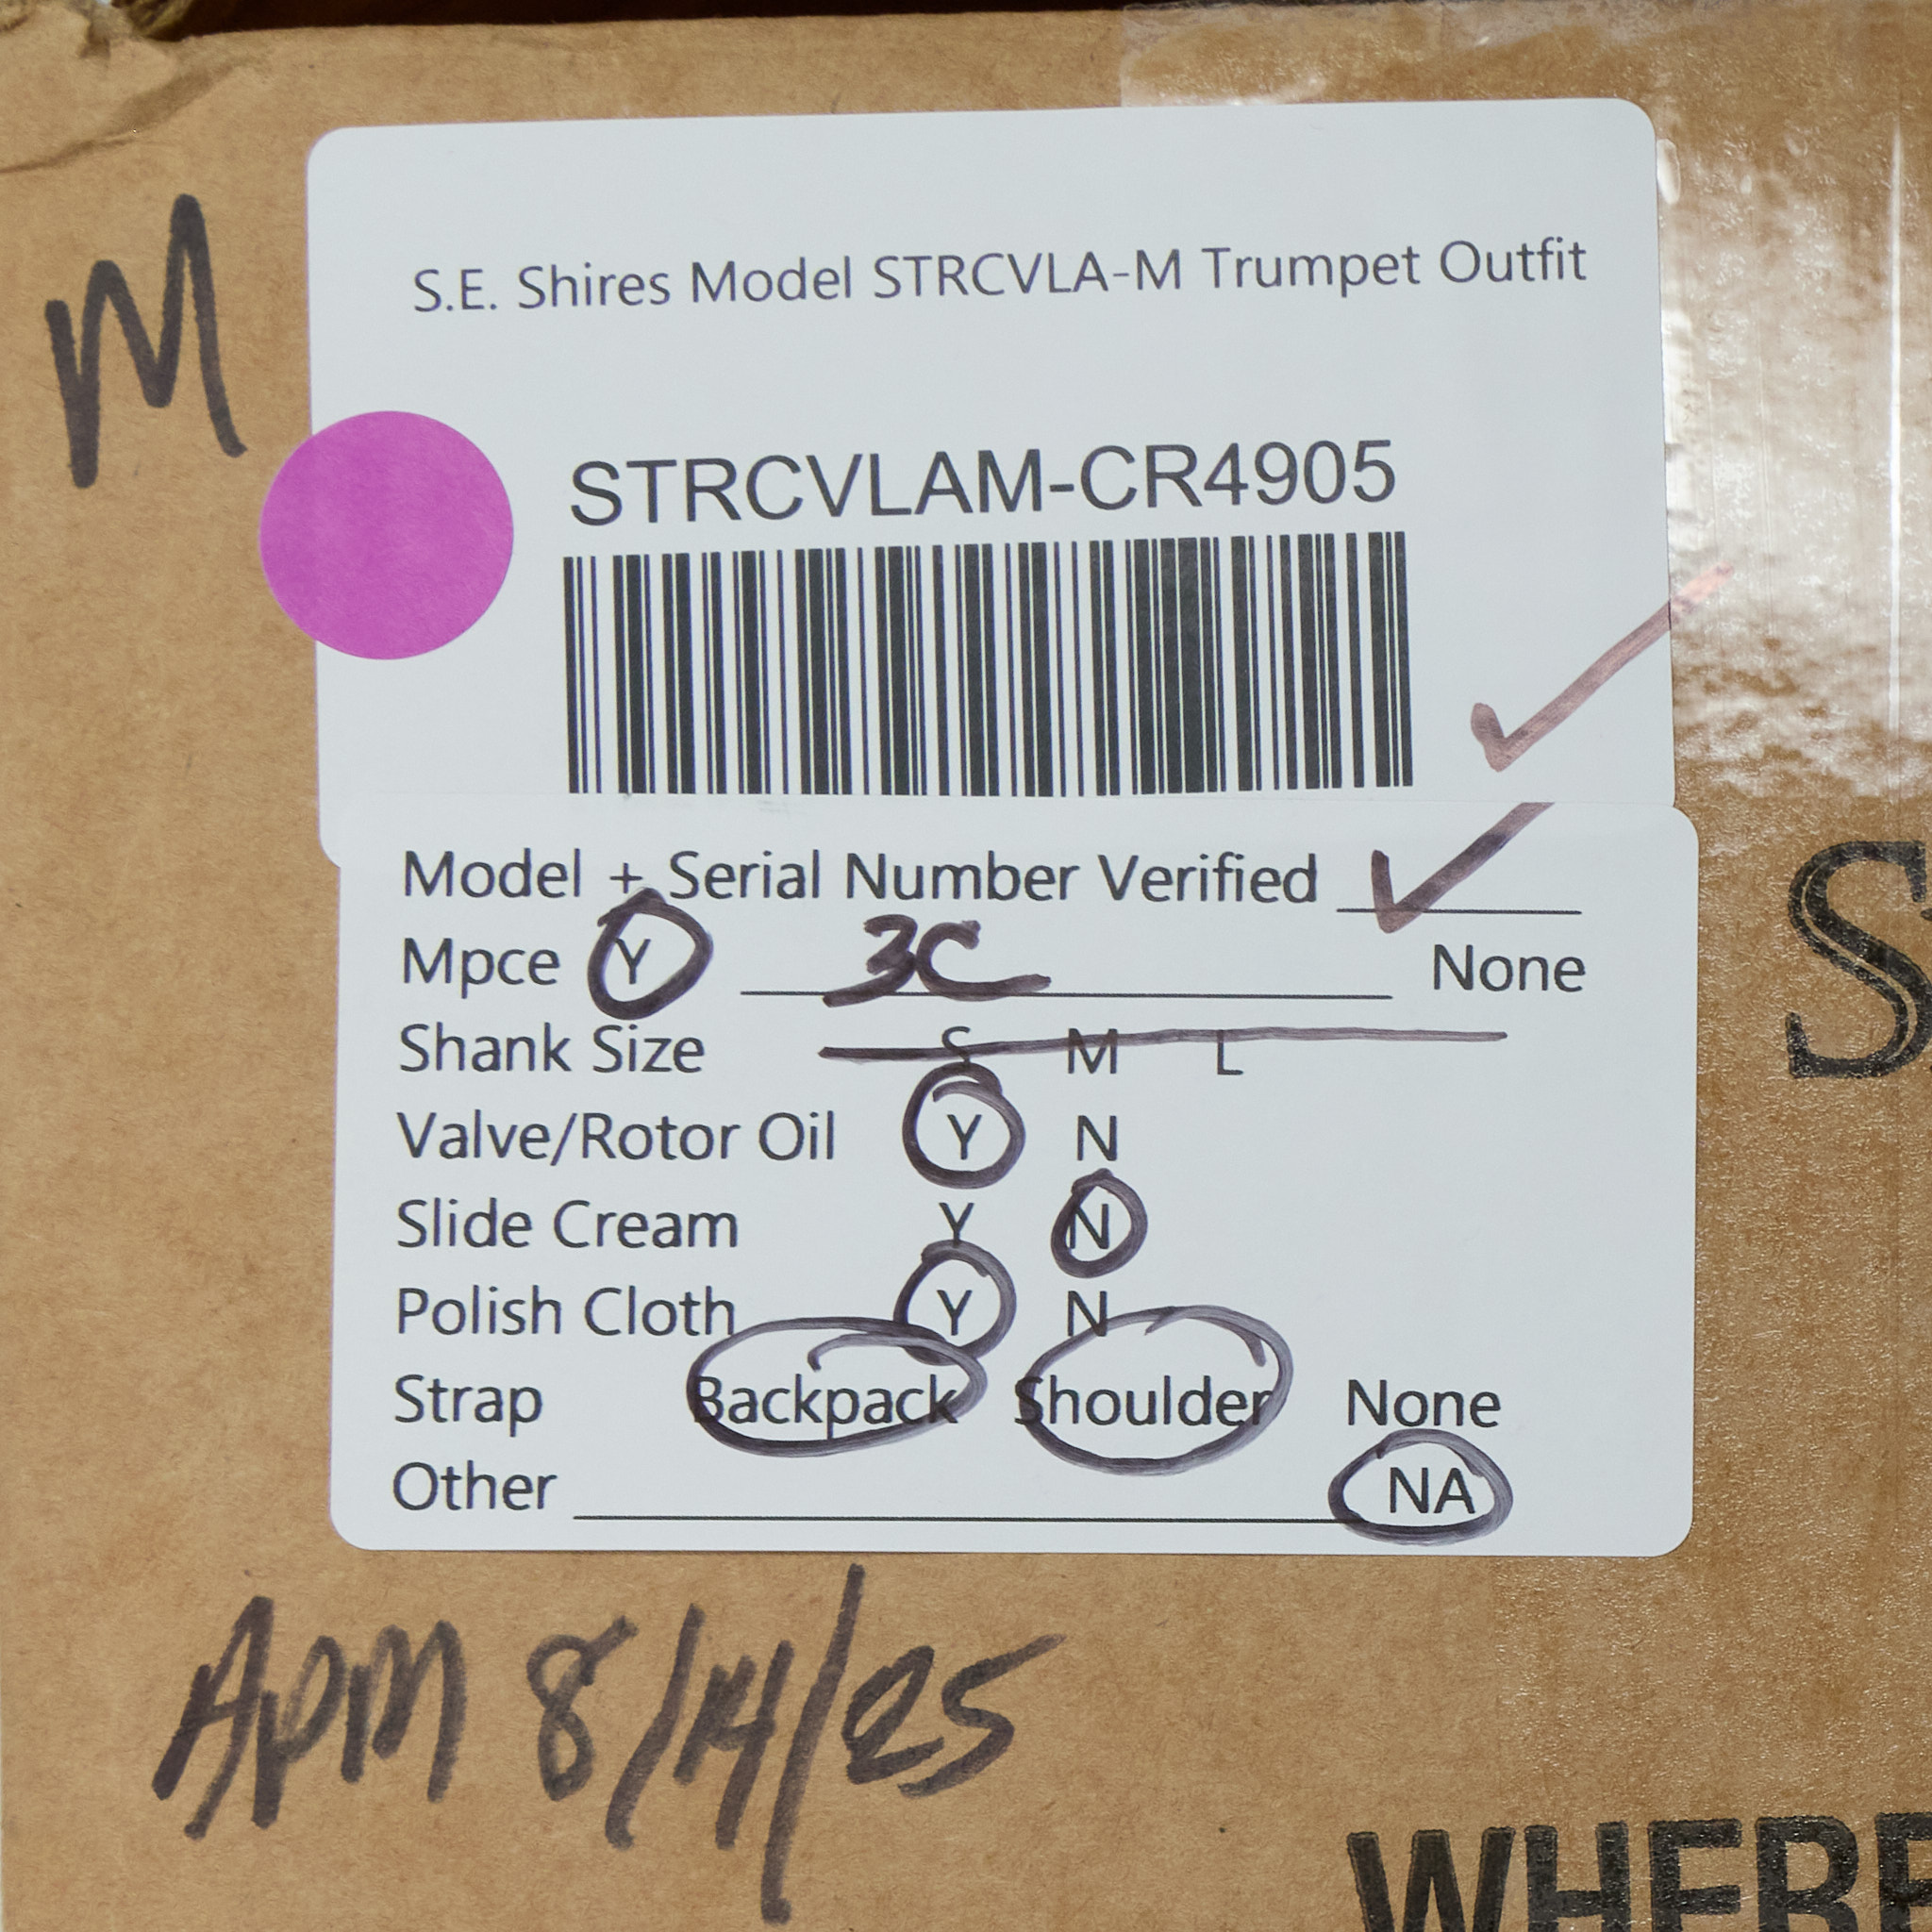 M
S.E. Shires Model STRCVLA-M Trumpet Outfit
STRCVLAM-CR4905
Model + Serial Number Verified ✓
Mpce Y 3C None
Shank Size S M L
Valve/Rotor Oil Y N
Slide Cream Y N
Polish Cloth Y N
Strap Backpack Shoulder None
Other NA
APM 8/14/25
S
WHERE